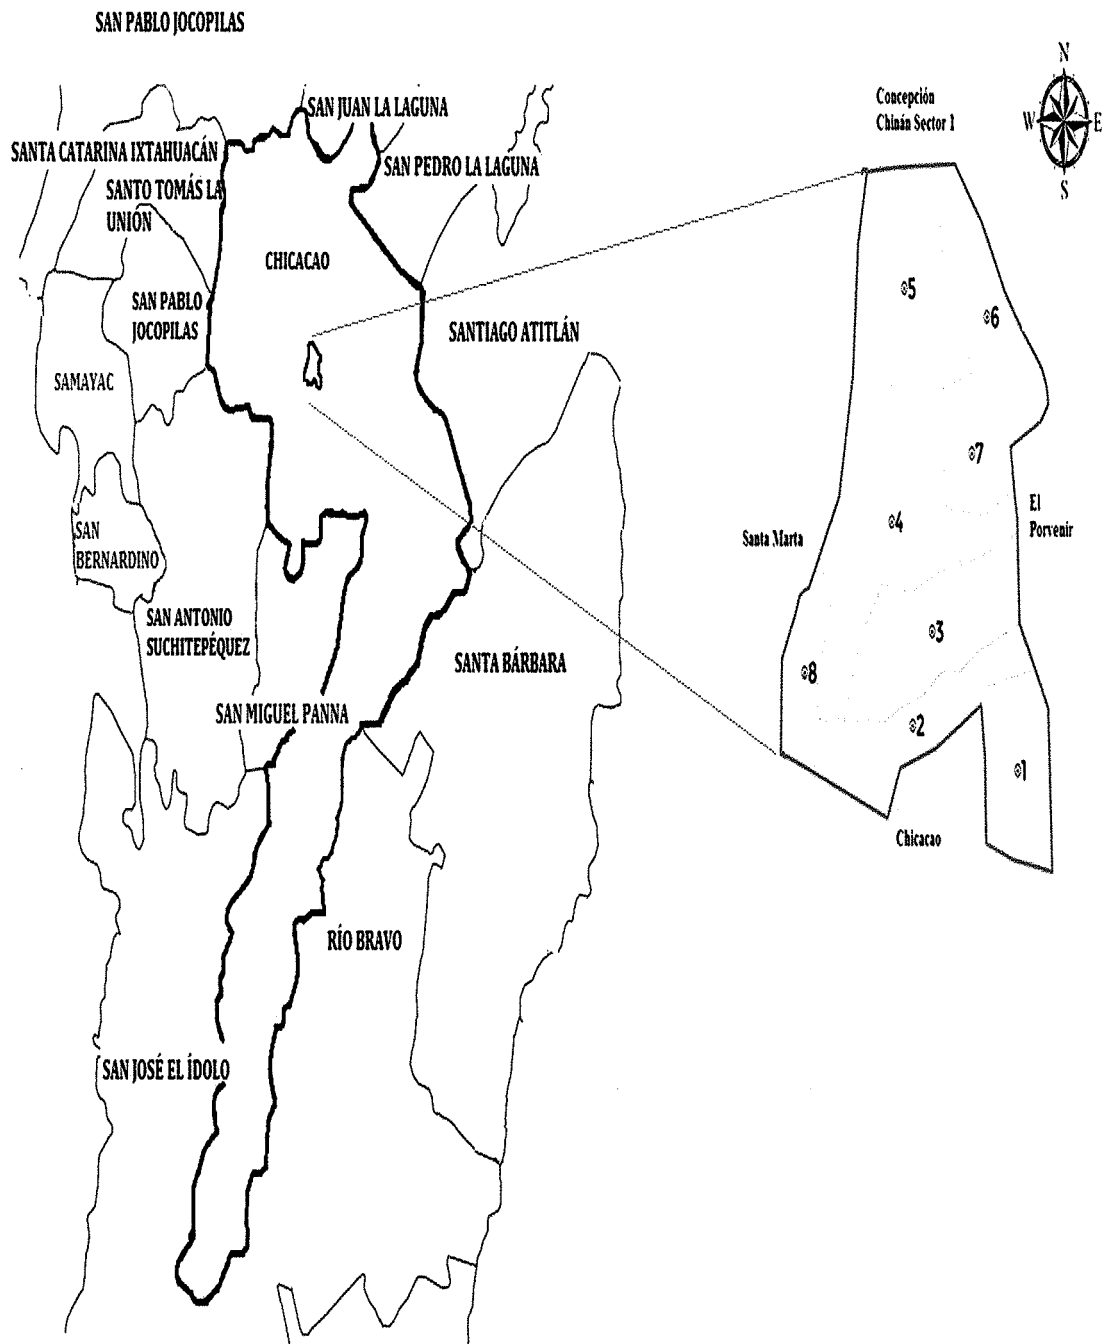 SAN PABLO JOCOPILAS
SAN JUAN LA LAGUNA
SANTA CATARINA IXTAHUACÁN
SAN PEDRO LA LAGUNA
SANTO TOMÁS LA
UNIÓN
CHICACAO
SAN PABLO
JOCOPILAS
SANTIAGO ATITLÁN
SAMAYAC
SAN
BERNARDINO
SAN ANTONIO
SUCHITEPÉQUEZ
SANTA BÁRBARA
SAN MIGUEL PANNA
RÍO BRAVO
SAN JOSÉ EL ÍDOLO
N
W E
S
Concepción
Chinán Sector 1
5
6
7
4
El
Porvenir
Santa Marta
3
8
2
1
Chicacao